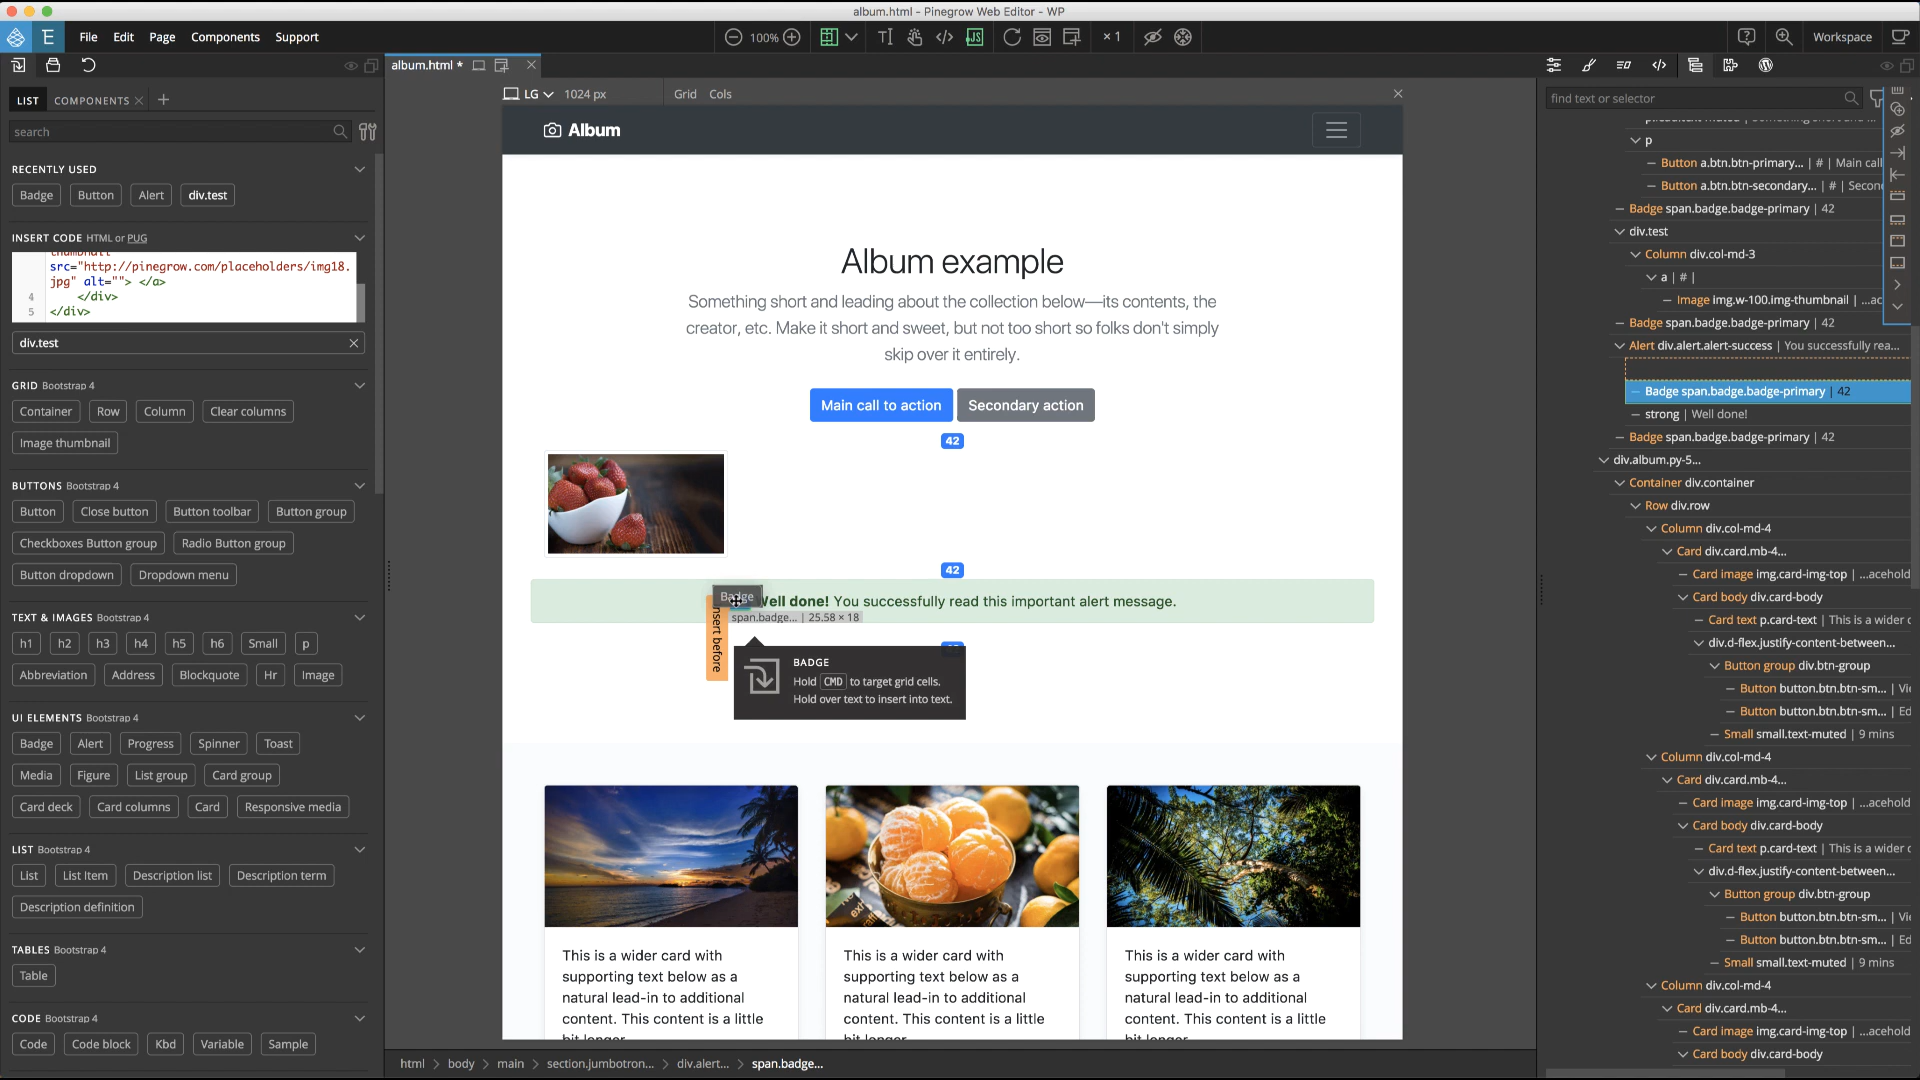 album.html - Pinegrow Web Editor - WP
E File Edit Page Components Support
100%
× 1
Workspace
album.html *
LIST COMPONENTS
search
RECENTLY USED
Badge Button Alert div.test
INSERT CODE HTML or PUG
src="http://pinegrow.com/placeholders/img18.
jpg" alt=""> </a>
4 </div>
5 </div>
div.test
GRID Bootstrap 4
Container Row Column Clear columns
Image thumbnail
BUTTONS Bootstrap 4
Button Close button Button toolbar Button group
Checkboxes Button group Radio Button group
Button dropdown Dropdown menu
TEXT & IMAGES Bootstrap 4
h1 h2 h3 h4 h5 h6 Small p
Abbreviation Address Blockquote Hr Image
UI ELEMENTS Bootstrap 4
Badge Alert Progress Spinner Toast
Media Figure List group Card group
Card deck Card columns Card Responsive media
LIST Bootstrap 4
List List Item Description list Description term
Description definition
TABLES Bootstrap 4
Table
CODE Bootstrap 4
Code Code block Kbd Variable Sample
LG 1024 px Grid Cols
Album
Album example
Something short and leading about the collection below—its contents, the
creator, etc. Make it short and sweet, but not too short so folks don't simply
skip over it entirely.
Main call to action Secondary action
42
42
Badge
Well done! You successfully read this important alert message.
span.badge... | 25.58 × 18
Insert before
BADGE
Hold CMD to target grid cells.
Hold over text to insert into text.
This is a wider card with
supporting text below as a
natural lead-in to additional
content. This content is a little
bit longer.
This is a wider card with
supporting text below as a
natural lead-in to additional
content. This content is a little
bit longer.
This is a wider card with
supporting text below as a
natural lead-in to additional
content. This content is a little
bit longer.
html body main section.jumbotron... div.alert... span.badge...
find text or selector
p
Button a.btn.btn-primary... | # | Main call
Button a.btn.btn-secondary... | # | Secon
Badge span.badge.badge-primary | 42
div.test
Column div.col-md-3
a | # |
Image img.w-100.img-thumbnail | ...ac
Badge span.badge.badge-primary | 42
Alert div.alert.alert-success | You successfully rea...
Badge span.badge.badge-primary | 42
strong | Well done!
Badge span.badge.badge-primary | 42
div.album.py-5...
Container div.container
Row div.row
Column div.col-md-4
Card div.card.mb-4...
Card image img.card-img-top | ...acehold
Card body div.card-body
Card text p.card-text | This is a wider c
div.d-flex.justify-content-between...
Button group div.btn-group
Button button.btn.btn-sm... | Vie
Button button.btn.btn-sm... | Ed
Small small.text-muted | 9 mins
Column div.col-md-4
Card div.card.mb-4...
Card image img.card-img-top | ...acehold
Card body div.card-body
Card text p.card-text | This is a wider c
div.d-flex.justify-content-between...
Button group div.btn-group
Button button.btn.btn-sm... | Vie
Button button.btn.btn-sm... | Ed
Small small.text-muted | 9 mins
Column div.col-md-4
Card div.card.mb-4...
Card image img.card-img-top | ...acehold
Card body div.card-body